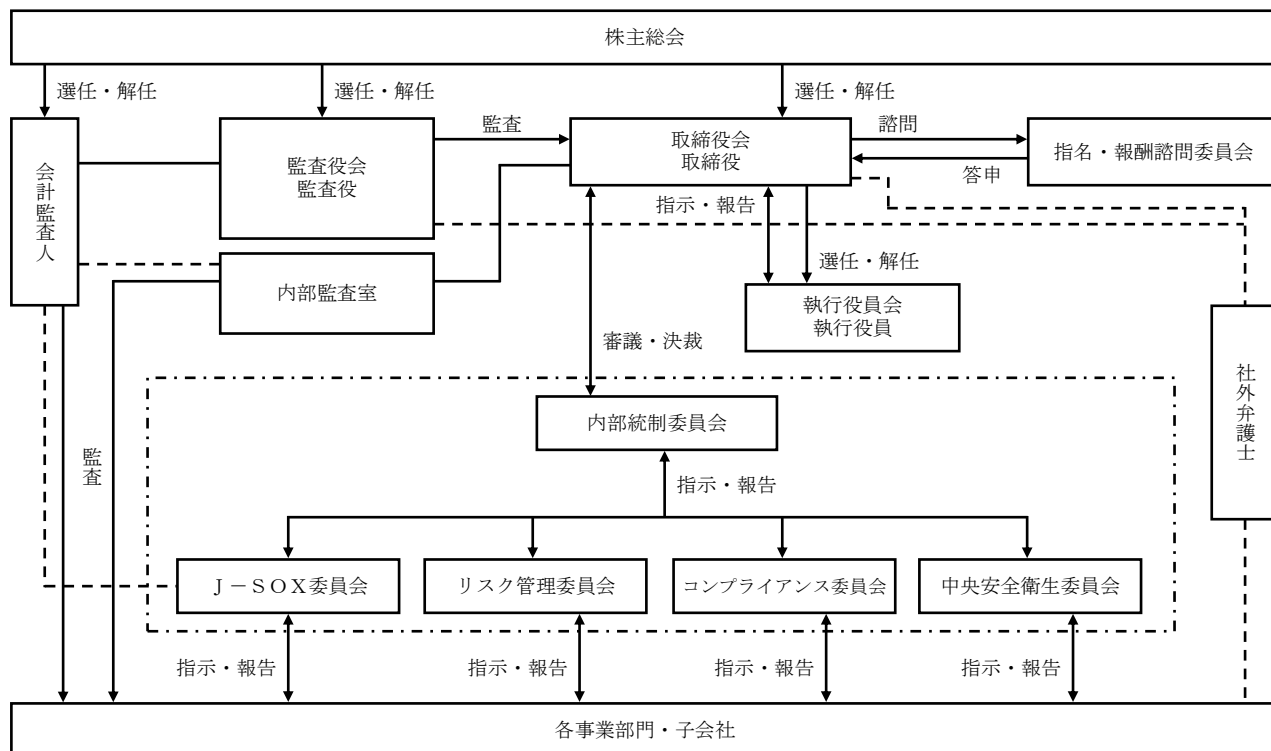 株主総会
選任・解任
選任・解任
選任・解任
会計監査人
監査役会
監査役
監査
取締役会
取締役
諮問
答申
指名・報酬諮問委員会
指示・報告
選任・解任
内部監査室
執行役員会
執行役員
審議・決裁
社外弁護士
監査
内部統制委員会
指示・報告
J-SOX委員会
リスク管理委員会
コンプライアンス委員会
中央安全衛生委員会
指示・報告
指示・報告
指示・報告
指示・報告
各事業部門・子会社